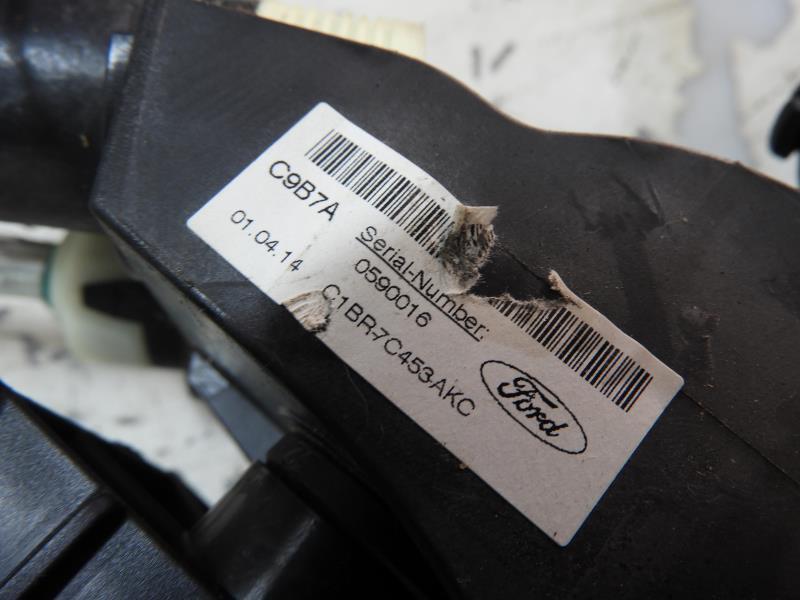 C9B7A
01.04.14
Serial-Number:
0590016
C1BR7C453AKC
Ford